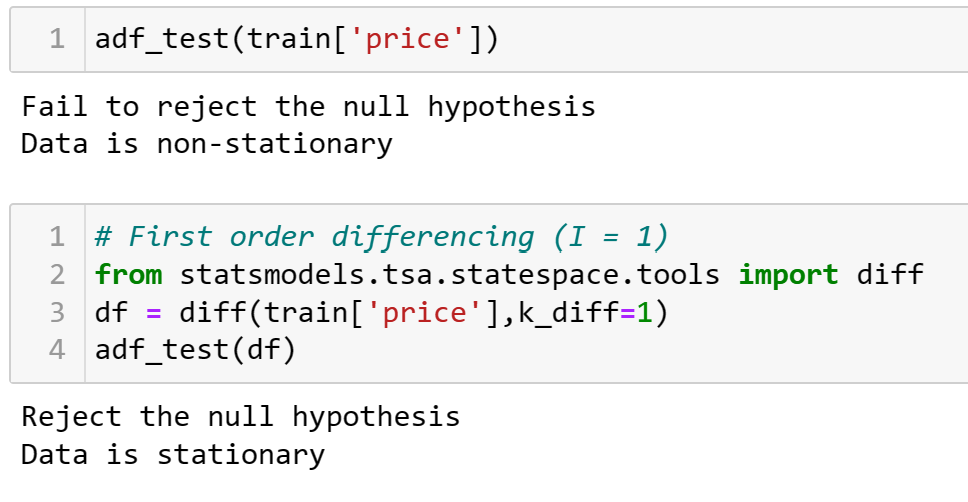 1 adf_test(train['price'])
Fail to reject the null hypothesis
Data is non-stationary
1 # First order differencing (I = 1)
2 from statsmodels.tsa.statespace.tools import diff
3 df = diff(train['price'],k_diff=1)
4 adf_test(df)
Reject the null hypothesis
Data is stationary